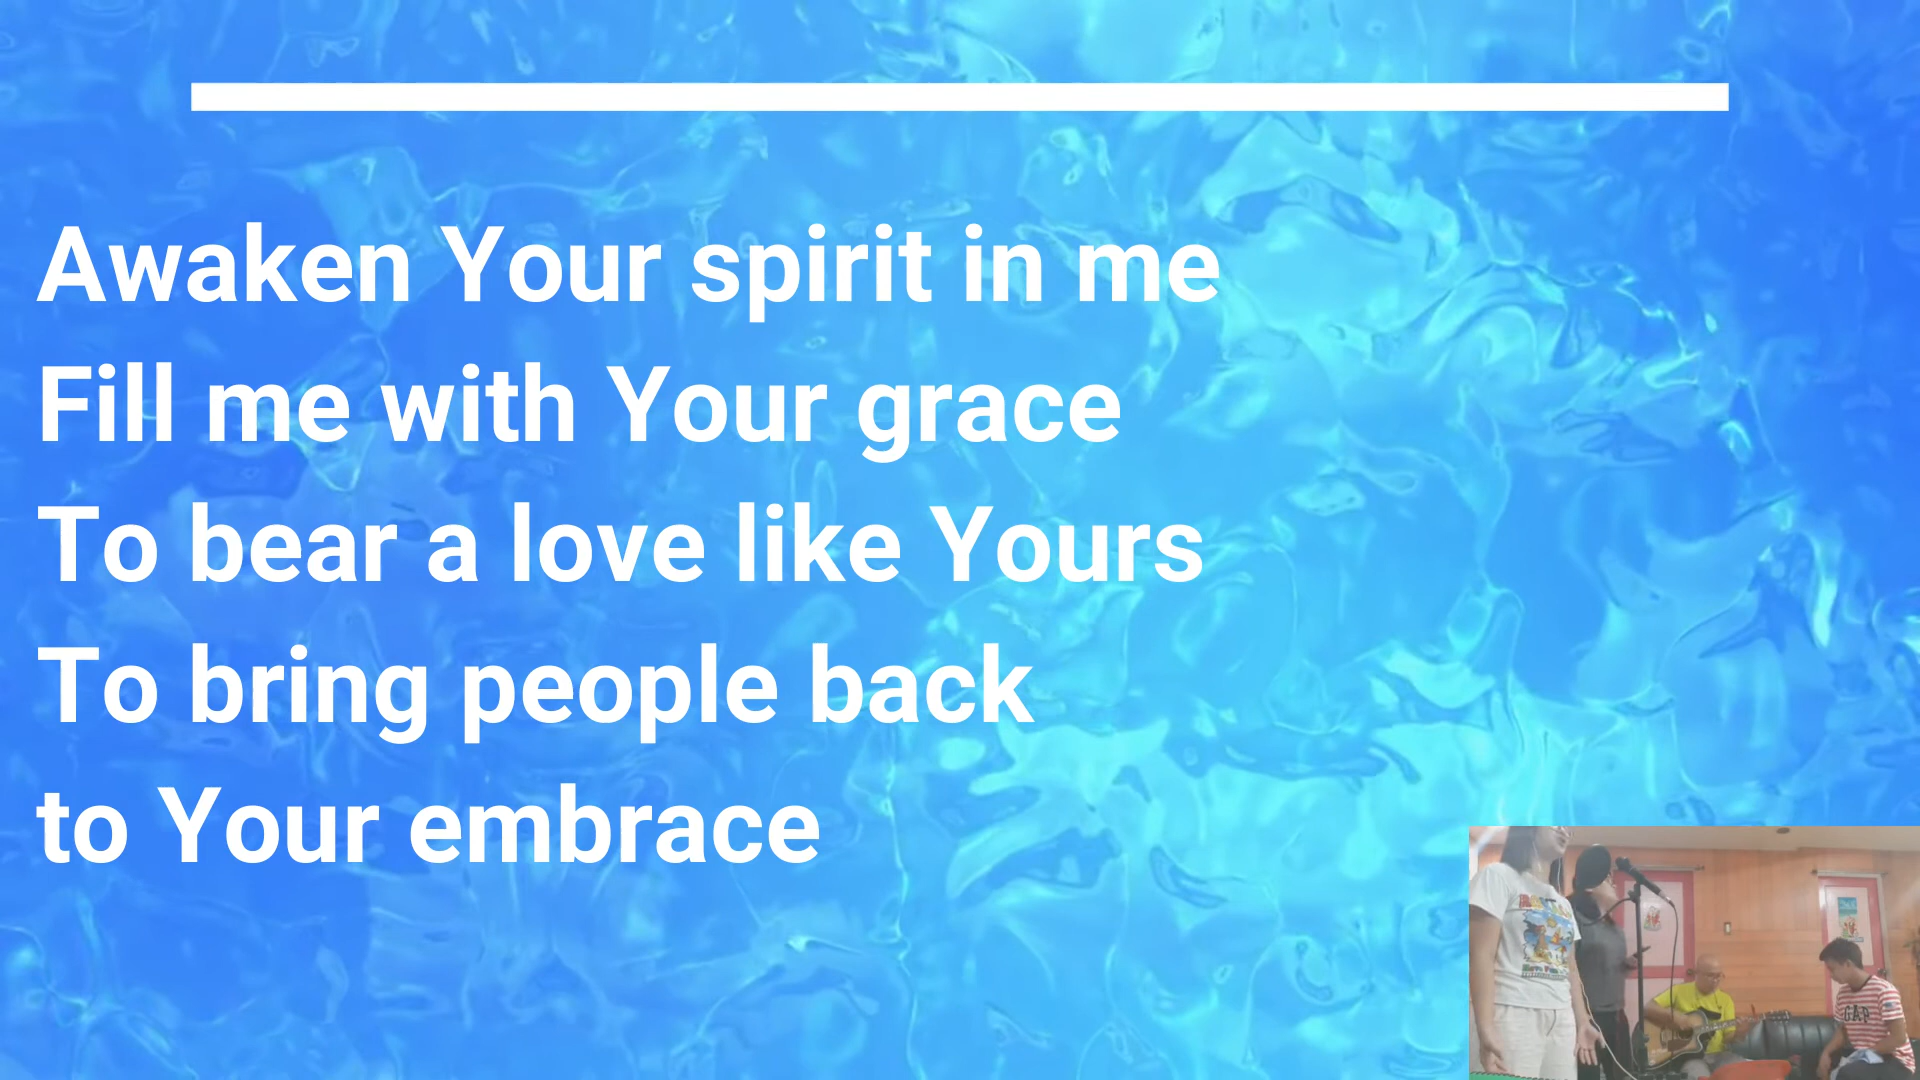 Awaken Your spirit in me
Fill me with Your grace
To bear a love like Yours
To bring people back
to Your embrace
GAP